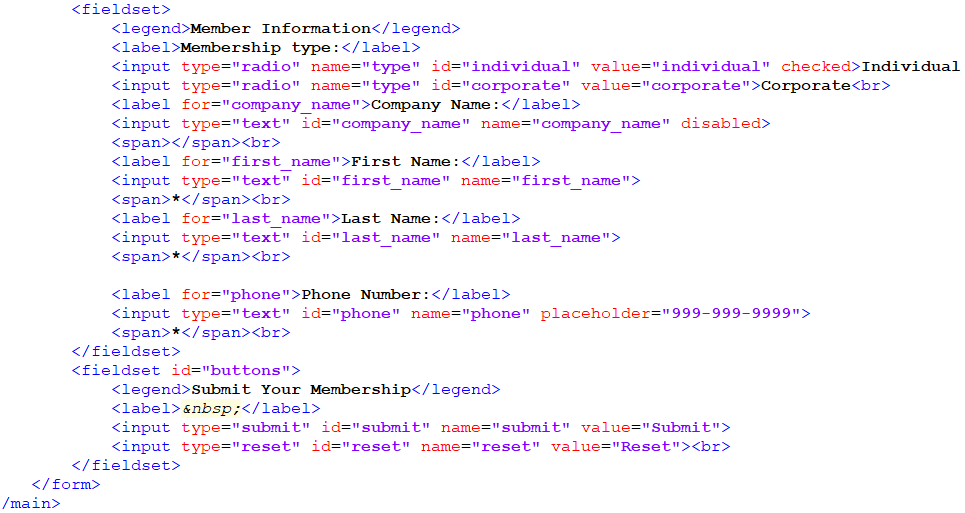 <fieldset>
<legend>Member Information</legend>
<label>Membership type:</label>
<input type="radio" name="type" id="individual" value="individual" checked>Individual
<input type="radio" name="type" id="corporate" value="corporate">Corporate<br>
<label for="company_name">Company Name:</label>
<input type="text" id="company_name" name="company_name" disabled>
<span></span><br>
<label for="first_name">First Name:</label>
<input type="text" id="first_name" name="first_name">
<span>*</span><br>
<label for="last_name">Last Name:</label>
<input type="text" id="last_name" name="last_name">
<span>*</span><br>
<label for="phone">Phone Number:</label>
<input type="text" id="phone" name="phone" placeholder="999-999-9999">
<span>*</span><br>
</fieldset>
<fieldset id="buttons">
<legend>Submit Your Membership</legend>
<label>&nbsp;</label>
<input type="submit" id="submit" name="submit" value="Submit">
<input type="reset" id="reset" name="reset" value="Reset"><br>
</fieldset>
</form>
/main>